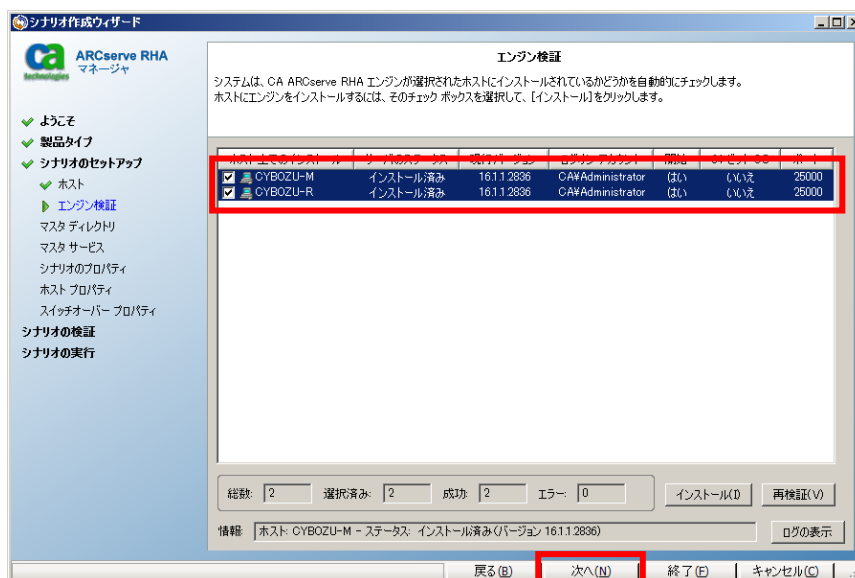 シナリオ作成ウィザード
ca
technologies
ARCserve RHA
マネージャ
ようこそ
製品タイプ
シナリオのセットアップ
ホスト
エンジン検証
マスタ ディレクトリ
マスタ サービス
シナリオのプロパティ
ホスト プロパティ
スイッチオーバー プロパティ
シナリオの検証
シナリオの実行
エンジン検証
システムは、CA ARCserve RHA エンジンが選択されたホストにインストールされているかどうかを自動的にチェックします。
ホストにエンジンをインストールするには、そのチェック ボックスを選択して、[インストール]をクリックします。
CYBOZU-M インストール済み 16.1.1.2836 CA¥Administrator はい いいえ 25000
CYBOZU-R インストール済み 16.1.1.2836 CA¥Administrator はい いいえ 25000
総数: 2 選択済み: 2 成功: 2 エラー: 0 インストール(I) 再検証(V)
情報: ホスト: CYBOZU-M - ステータス: インストール済み(バージョン 16.1.1.2836) ログの表示
戻る(B) 次へ(N) 終了(F) キャンセル(C)